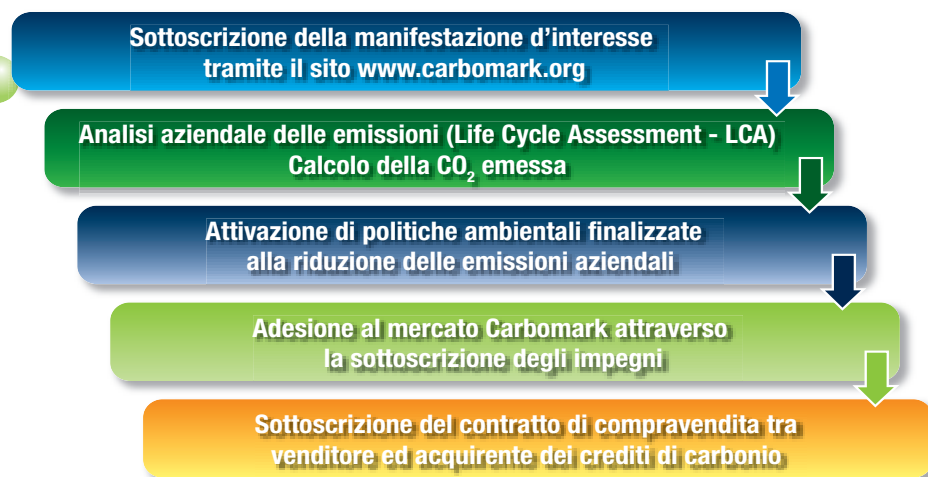 Sottoscrizione della manifestazione d’interesse
tramite il sito www.carbomark.org
Analisi aziendale delle emissioni (Life Cycle Assessment - LCA)
Calcolo della CO₂ emessa
Attivazione di politiche ambientali finalizzate
alla riduzione delle emissioni aziendali
Adesione al mercato Carbomark attraverso
la sottoscrizione degli impegni
Sottoscrizione del contratto di compravendita tra
venditore ed acquirente dei crediti di carbonio